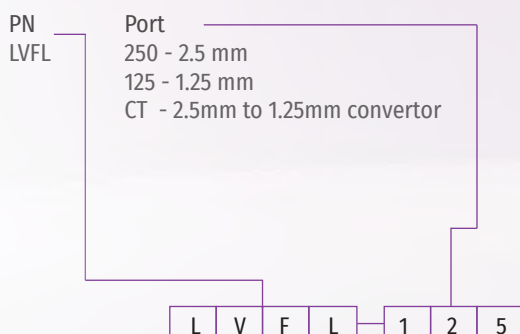 PN
LVFL
Port
250 - 2.5 mm
125 - 1.25 mm
CT - 2.5mm to 1.25mm convertor
L V F L 1 2 5